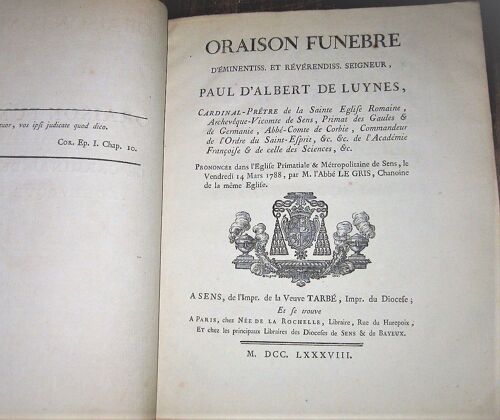 uor, vos ipsi judicate quod dico.
Cor. Ep. I. Chap. 10.
ORAISON FUNEBRE
D'ÉMINENTISS. ET RÉVÉRENDISS. SEIGNEUR,
PAUL D'ALBERT DE LUYNES,
CARDINAL-PRÊTRE de la Sainte Eglise Romaine,
Archevêque-Vicomte de Sens, Primat des Gaules &
de Germanie, Abbé-Comte de Corbie, Commandeur
de l'Ordre du Saint-Esprit, &c. &c. de l'Académie
Françoise & de celle des Sciences, &c.
PRONONCÉE dans l'Eglise Primatiale & Métropolitaine de Sens, le
Vendredi 14 Mars 1788, par M. l'Abbé LE GRIS, Chanoine
de la même Eglise.
A SENS, de l'Impr. de la Veuve TARBÉ, Impr. du Diocese;
Et se trouve
A PARIS, chez NÉE DE LA ROCHELLE, Libraire, Rue du Hurepoix,
ET chez les principaux Libraires des Dioceses de SENS & de BAYEUX.
M. DCC. LXXXVIII.